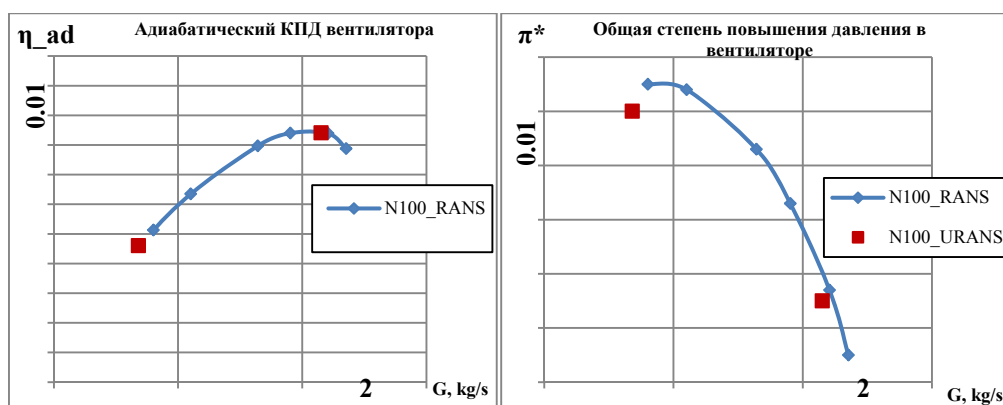 η_ad
Адиабатический КПД вентилятора
0.01
N100_RANS
2
G, kg/s
π*
Общая степень повышения давления в
вентиляторе
0.01
N100_RANS
N100_URANS
2
G, kg/s